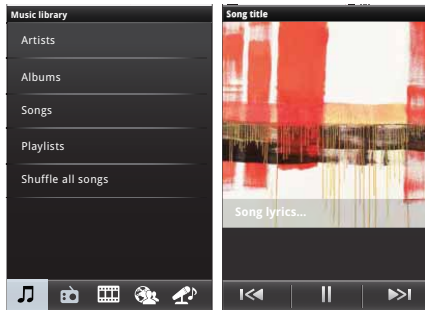 Music library
Artists
Albums
Songs
Playlists
Shuffle all songs
Song title
Song lyrics...